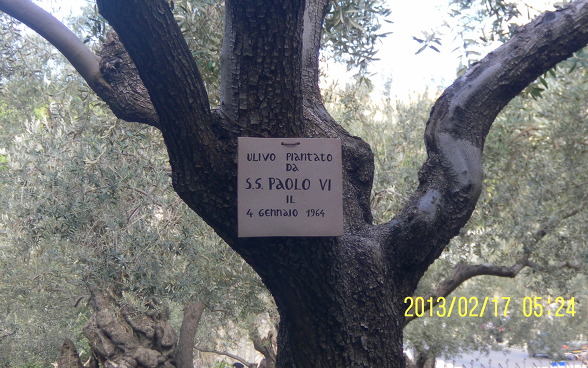 ULIVO PIANTATO
DA
S.S. PAOLO VI
IL
4 GENNAIO 1964
2013/02/17 05:24